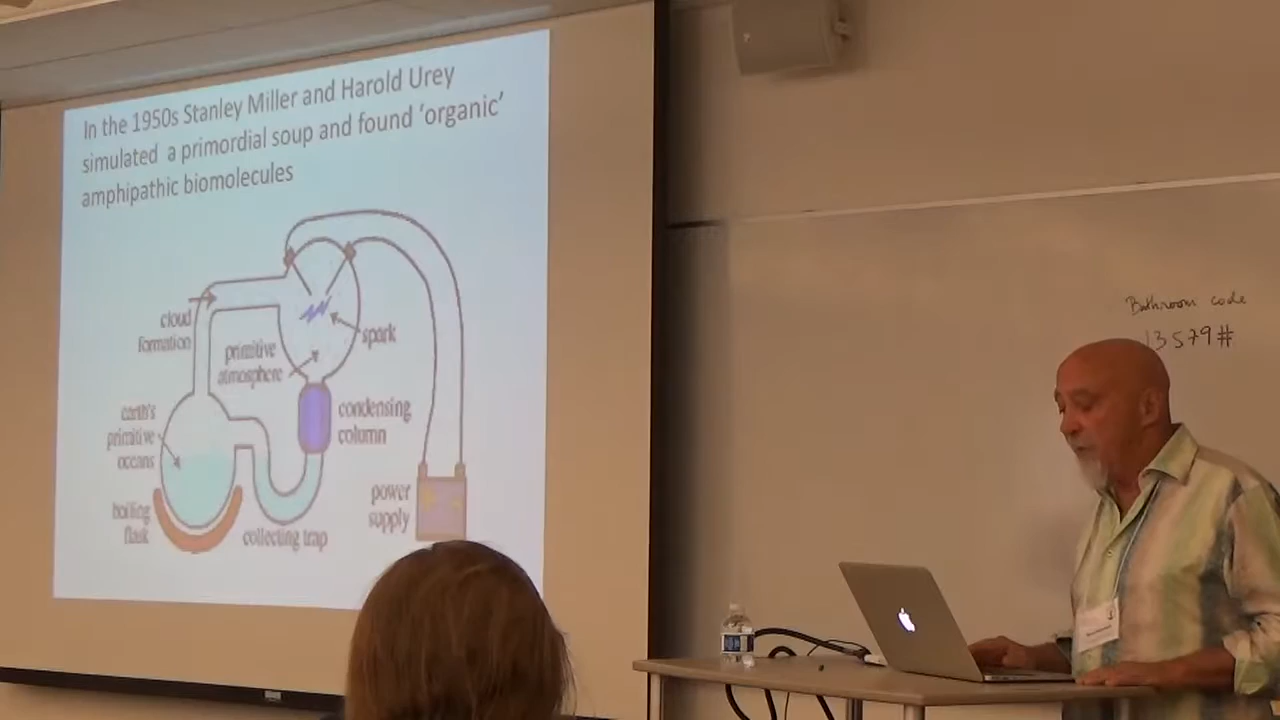 In the 1950s Stanley Miller and Harold Urey
simulated a primordial soup and found ‘organic’
amphipathic biomolecules
cloud
formation
spark
primitive
atmosphere
earth's
primitive
oceans
condensing
column
boiling
flask
collecting trap
power
supply
Bathroom code
13579#